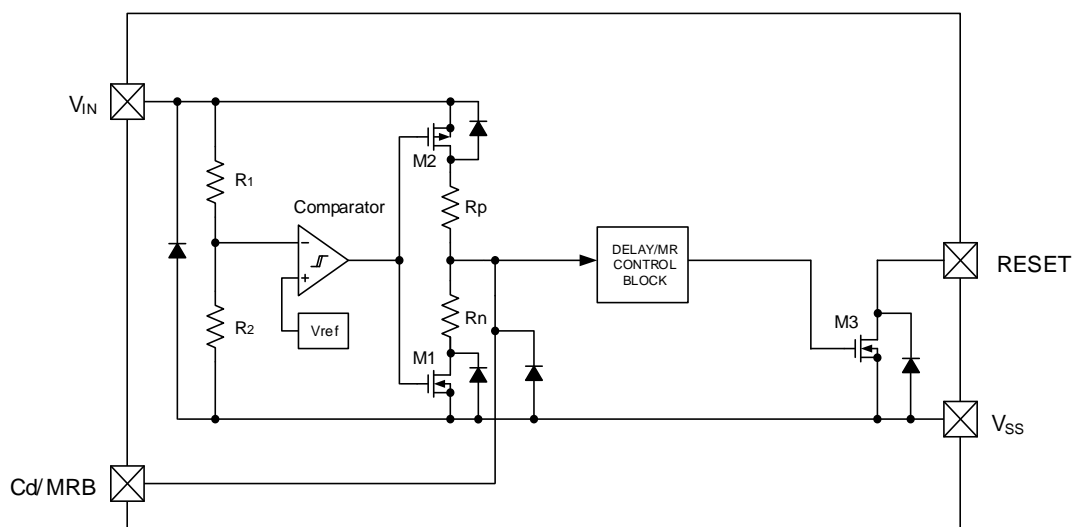 VIN
M2
R1
Rp
Comparator
−
+
DELAY/MR
CONTROL
BLOCK
RESET
R2
Vref
Rn
M1
M3
VSS
Cd/MRB